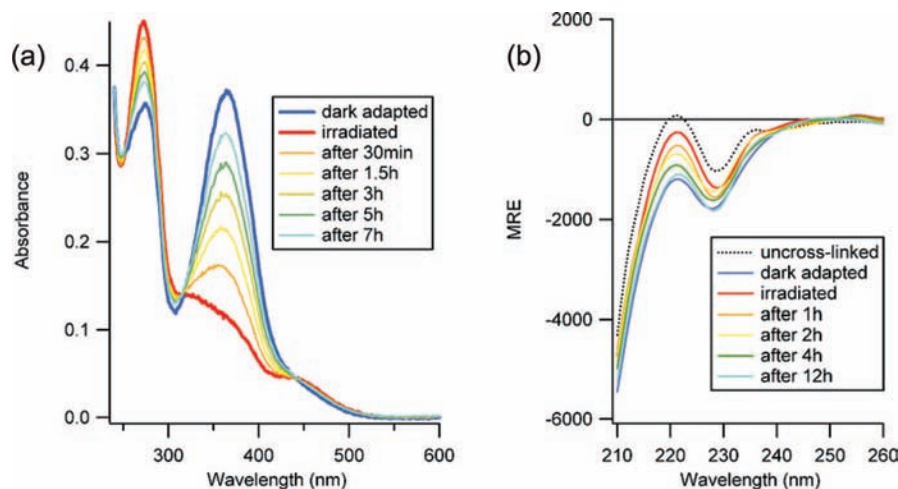 (a)
Absorbance
0.4
0.3
0.2
0.1
0.0
300
400
500
600
Wavelength (nm)
dark adapted
irradiated
after 30min
after 1.5h
after 3h
after 5h
after 7h
(b)
MRE
2000
0
-2000
-4000
-6000
210
220
230
240
250
260
Wavelength (nm)
uncross-linked
dark adapted
irradiated
after 1h
after 2h
after 4h
after 12h